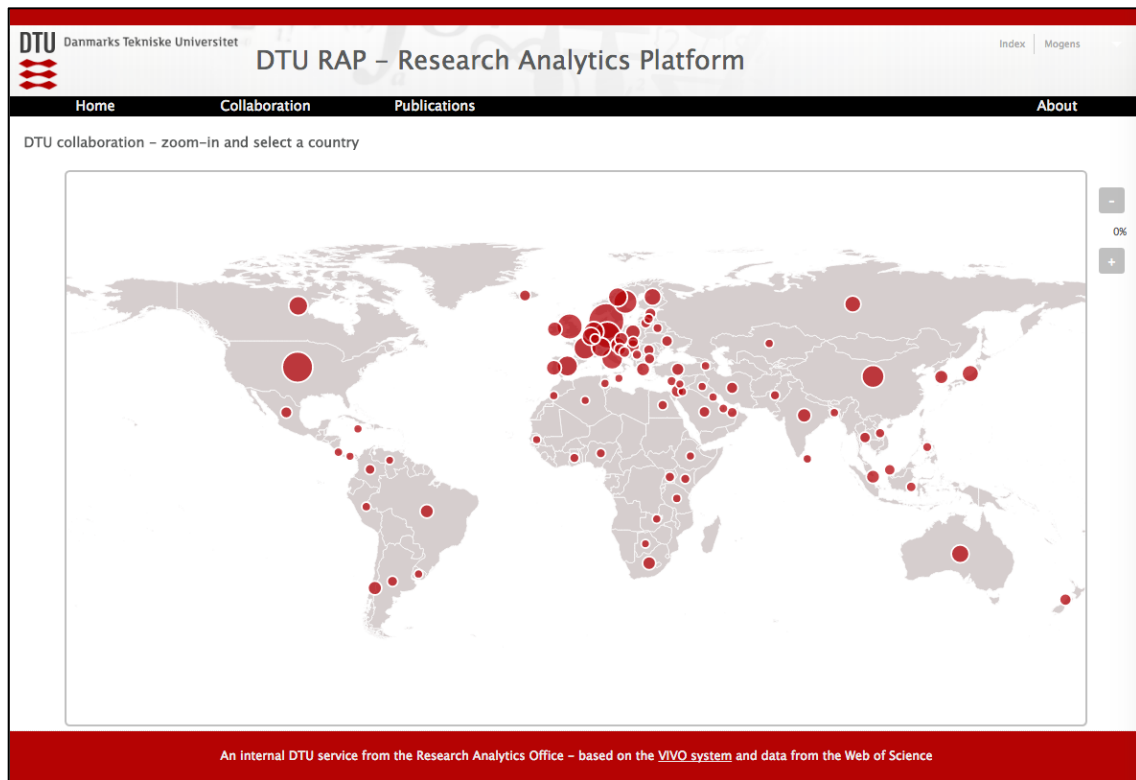 DTU
Danmarks Tekniske Universitet
DTU RAP – Research Analytics Platform
Index
Mogens
Home
Collaboration
Publications
About
DTU collaboration – zoom-in and select a country
-
0%
+
An internal DTU service from the Research Analytics Office – based on the VIVO system and data from the Web of Science